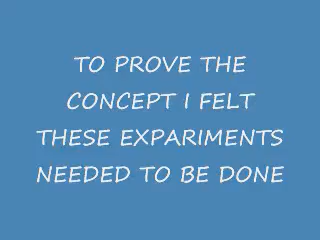 TO PROVE THE
CONCEPT I FELT
THESE EXPARIMENTS
NEEDED TO BE DONE